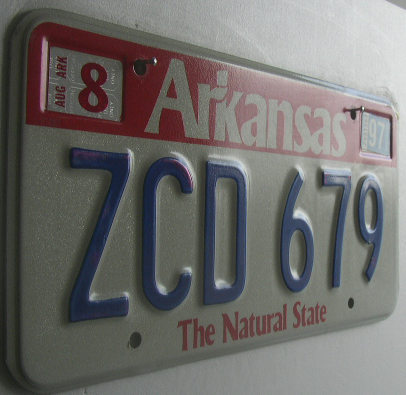 AUG ARK 8
Arkansas
97
ZCD 679
The Natural State